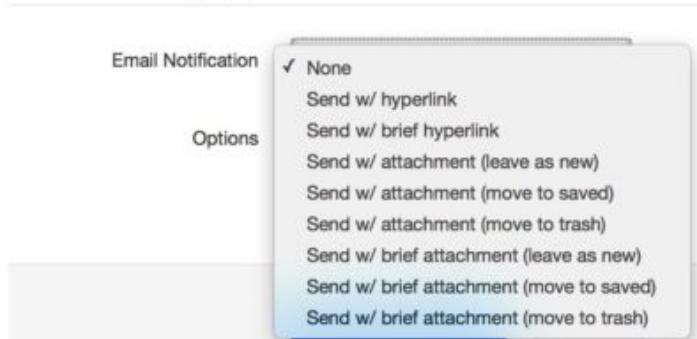 Email Notification
✓ None
Send w/ hyperlink
Send w/ brief hyperlink
Options
Send w/ attachment (leave as new)
Send w/ attachment (move to saved)
Send w/ attachment (move to trash)
Send w/ brief attachment (leave as new)
Send w/ brief attachment (move to saved)
Send w/ brief attachment (move to trash)